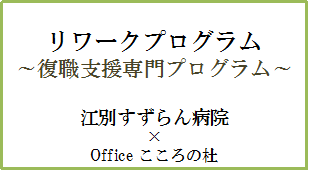 リワークプログラム
～復職支援専門プログラム～
江別すずらん病院
×
Office こころの杜